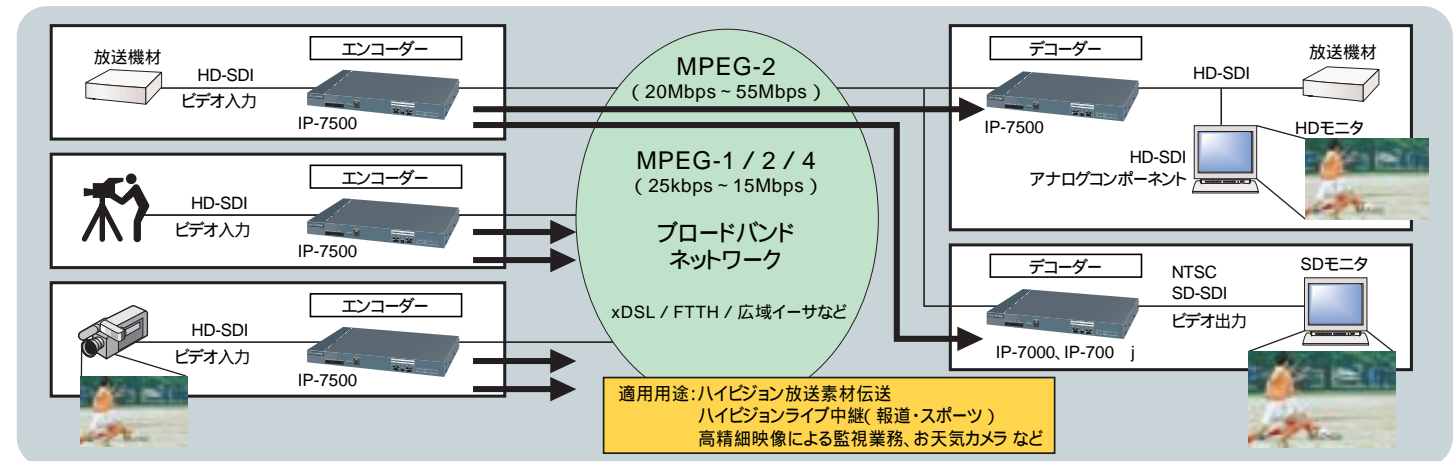 放送機材
HD-SDI
ビデオ入力
エンコーダー
IP-7500
HD-SDI
ビデオ入力
エンコーダー
IP-7500
HD-SDI
ビデオ入力
エンコーダー
IP-7500
MPEG-2
(20Mbps~55Mbps)
MPEG-1 / 2 / 4
(25kbps~15Mbps)
ブロードバンド
ネットワーク
xDSL / FTTH / 広域イーサなど
適用用途:ハイビジョン放送素材伝送
ハイビジョンライブ中継(報道・スポーツ)
高精細映像による監視業務、お天気カメラ など
デコーダー
IP-7500
HD-SDI
放送機材
HDモニタ
HD-SDI
アナログコンポーネント
デコーダー
IP-7000、IP-700 j
NTSC
SD-SDI
ビデオ出力
SDモニタ